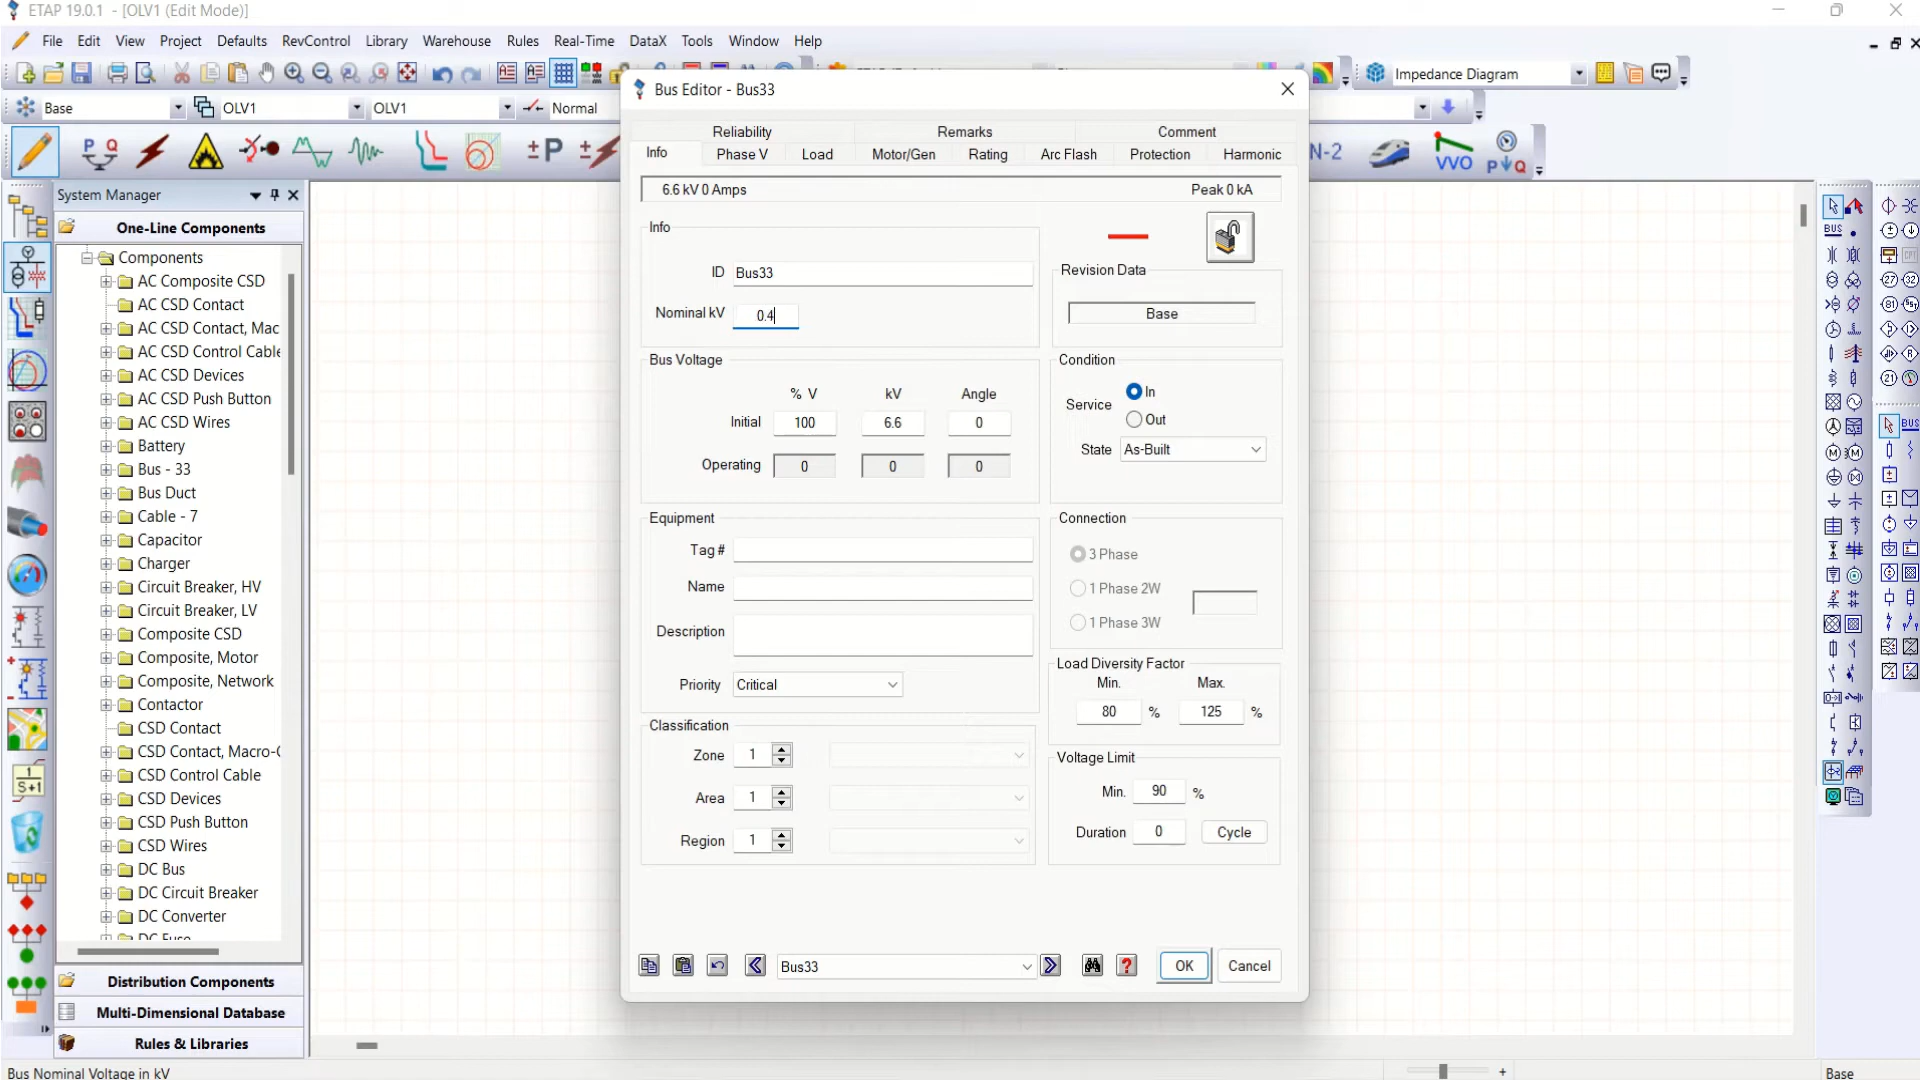 ETAP 19.0.1 - [OLV1 (Edit Mode)]
File Edit View Project Library Defaults RevControl Library Warehouse Rules Real-Time DataX Tools Window Help
Impedance Diagram
Base OLV1 OLV1 Normal
P Q ±P ± N-2 VVO P Q
System Manager
One-Line Components
Components
AC Composite CSD
AC CSD Contact
AC CSD Contact, Mac
AC CSD Control Cable
AC CSD Devices
AC CSD Push Button
AC CSD Wires
Battery
Bus - 33
Bus Duct
Cable - 7
Capacitor
Charger
Circuit Breaker, HV
Circuit Breaker, LV
Composite CSD
Composite, Motor
Composite, Network
Contactor
CSD Contact
CSD Contact, Macro-C
CSD Control Cable
CSD Devices
CSD Push Button
CSD Wires
DC Bus
DC Circuit Breaker
DC Converter
DC Fuse
Distribution Components
Multi-Dimensional Database
Rules & Libraries
1
S+1
Bus Editor - Bus33
Reliability Remarks Comment
Info Phase V Load Motor/Gen Rating Arc Flash Protection Harmonic
6.6 kV 0 Amps Peak 0 kA
Info
ID Bus33
Nominal kV 0.4
Revision Data
Base
Bus Voltage
% V kV Angle
Initial 100 6.6 0
Operating 0 0 0
Condition
Service In
Out
State As-Built
Equipment
Tag #
Name
Description
Priority Critical
Connection
3 Phase
1 Phase 2W
1 Phase 3W
Load Diversity Factor
Min. Max.
80 % 125 %
Classification
Zone 1
Area 1
Region 1
Voltage Limit
Min. 90 %
Duration 0 Cycle
Bus33 ? OK Cancel
BUS
BUS
27 32
81
R
21
Bus Nominal Voltage in kV
+ Base